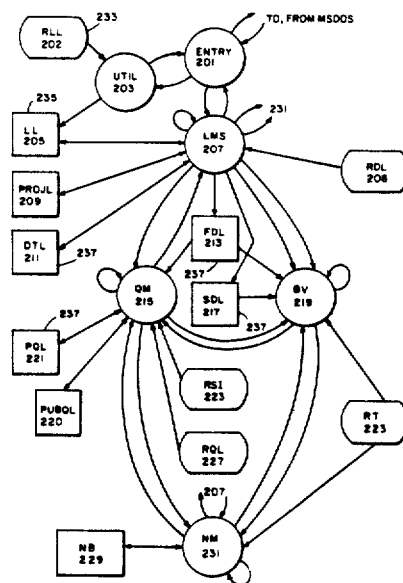 233
RLL
202
TO, FROM MSDOS
ENTRY
201
UTIL
203
235
LL
205
231
LMS
207
RDL
208
PROJL
209
DTL
211
237
FDL
213
237
237
QM
215
SDL
217
237
BV
219
PQL
221
PUBQL
220
RSI
223
RT
223
RQL
227
207
NB
229
NM
231